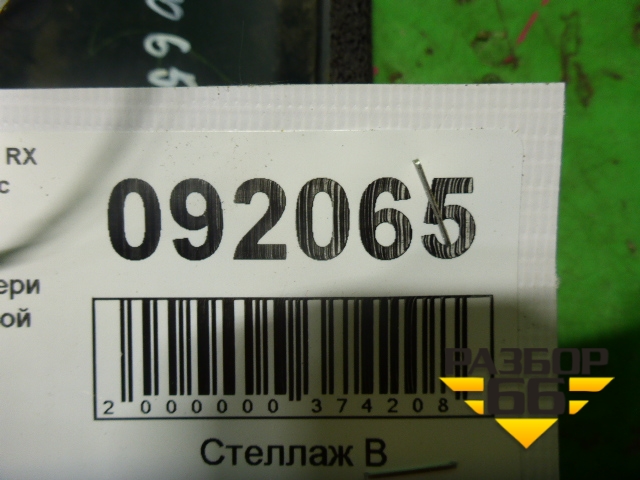 RX
с
092065
ери
ой
2 000000 374208
РАЗБОР
66
Стеллаж В